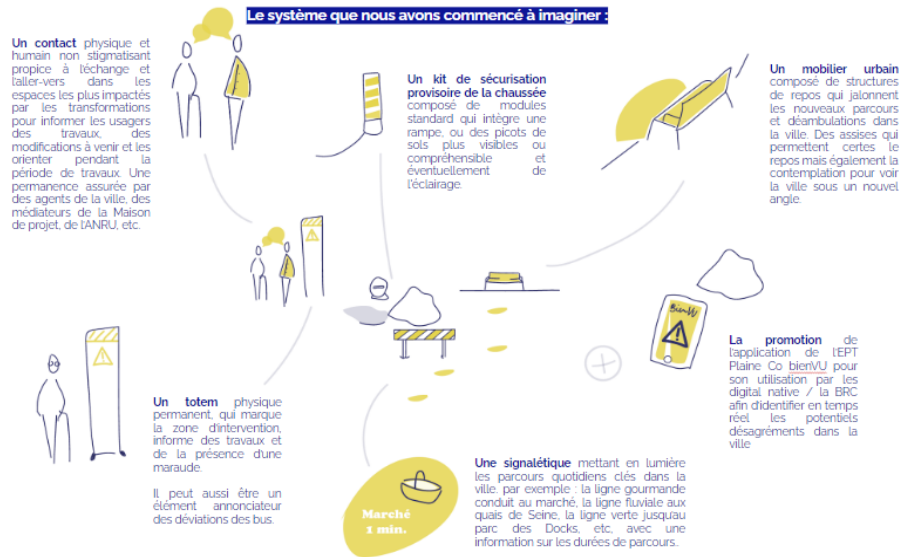 Le système que nous avons commencé à imaginer :
Un contact physique et
humain non stigmatisant
propice à l'échange et
l'aller-vers dans les
espaces les plus impactés
par les transformations
pour informer les usagers
des travaux, des
modifications à venir et les
orienter pendant la
période de travaux. Une
permanence assurée par
des agents de la ville, des
médiateurs de la Maison
de projet, de l'ANRU, etc.
Un kit de sécurisation
provisoire de la chaussée
composé de modules
standard qui intègre une
rampe, ou des picots de
sols plus visibles ou
compréhensible et
éventuellement de
l'éclairage.
Un mobilier urbain
composé de structures
de repos qui jalonnent
les nouveaux parcours
et déambulations dans
la ville. Des assises qui
permettent certes le
repos mais également la
contemplation pour voir
la ville sous un nouvel
angle.
BienVU
La promotion de
l'application de l'EPT
Plaine Co bienVU pour
son utilisation par les
digital native / la BRC
afin d'identifier en temps
réel les potentiels
désagréments dans la
ville
Un totem physique
permanent, qui marque
la zone d'intervention,
informe des travaux et
de la présence d'une
maraude.
Il peut aussi être un
élément annonciateur
des déviations des bus.
Marché
1 min.
Une signalétique mettant en lumière
les parcours quotidiens clés dans la
ville. par exemple : la ligne gourmande
conduit au marché, la ligne fluviale aux
quais de Seine, la ligne verte jusqu'au
parc des Docks, etc, avec une
information sur les durées de parcours.